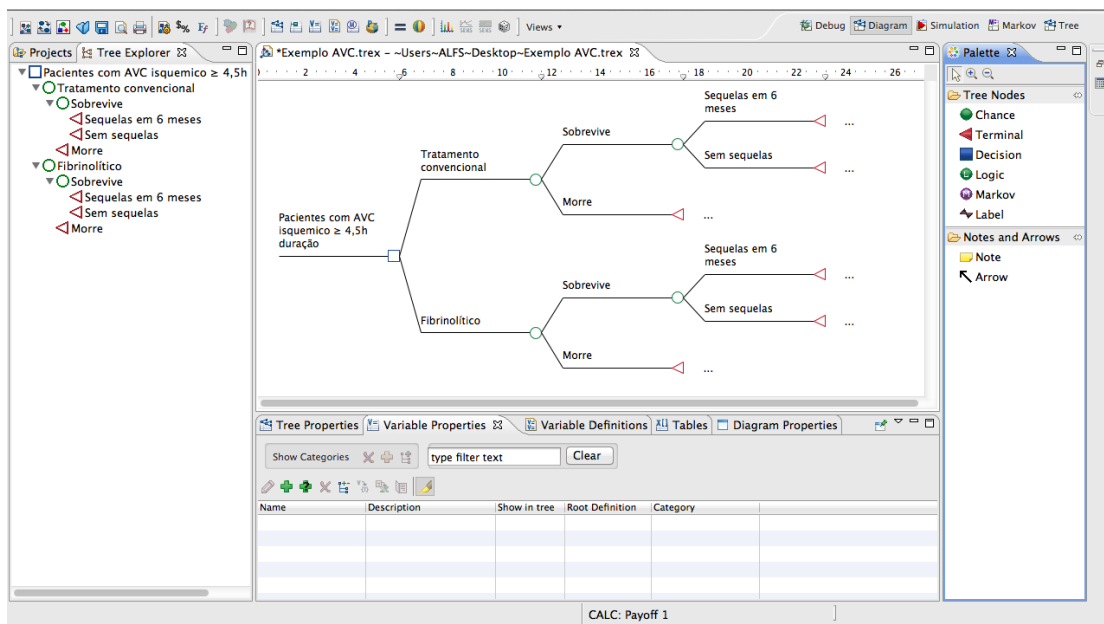 Views
Debug Diagram Simulation Markov Tree
Projects Tree Explorer
Pacientes com AVC isquemico ≥ 4,5h
Tratamento convencional
Sobrevive
Sequelas em 6 meses
Sem sequelas
Morre
Fibrinolítico
Sobrevive
Sequelas em 6 meses
Sem sequelas
Morre
*Exemplo AVC.trex - ~Users~ALFS~Desktop~Exemplo AVC.trex
2 4 6 8 10 12 14 16 18 20 22 24 26
Pacientes com AVC
isquemico ≥ 4,5h
duração
Tratamento
convencional
Sobrevive
Sequelas em 6
meses
...
Sem sequelas
...
Morre
...
Fibrinolítico
Sobrevive
Sequelas em 6
meses
...
Sem sequelas
...
Morre
...
Palette
Tree Nodes
Chance
Terminal
Decision
Logic
Markov
Label
Notes and Arrows
Note
Arrow
Tree Properties Variable Properties Variable Definitions Tables Diagram Properties
Show Categories type filter text Clear
Name Description Show in tree Root Definition Category
CALC: Payoff 1